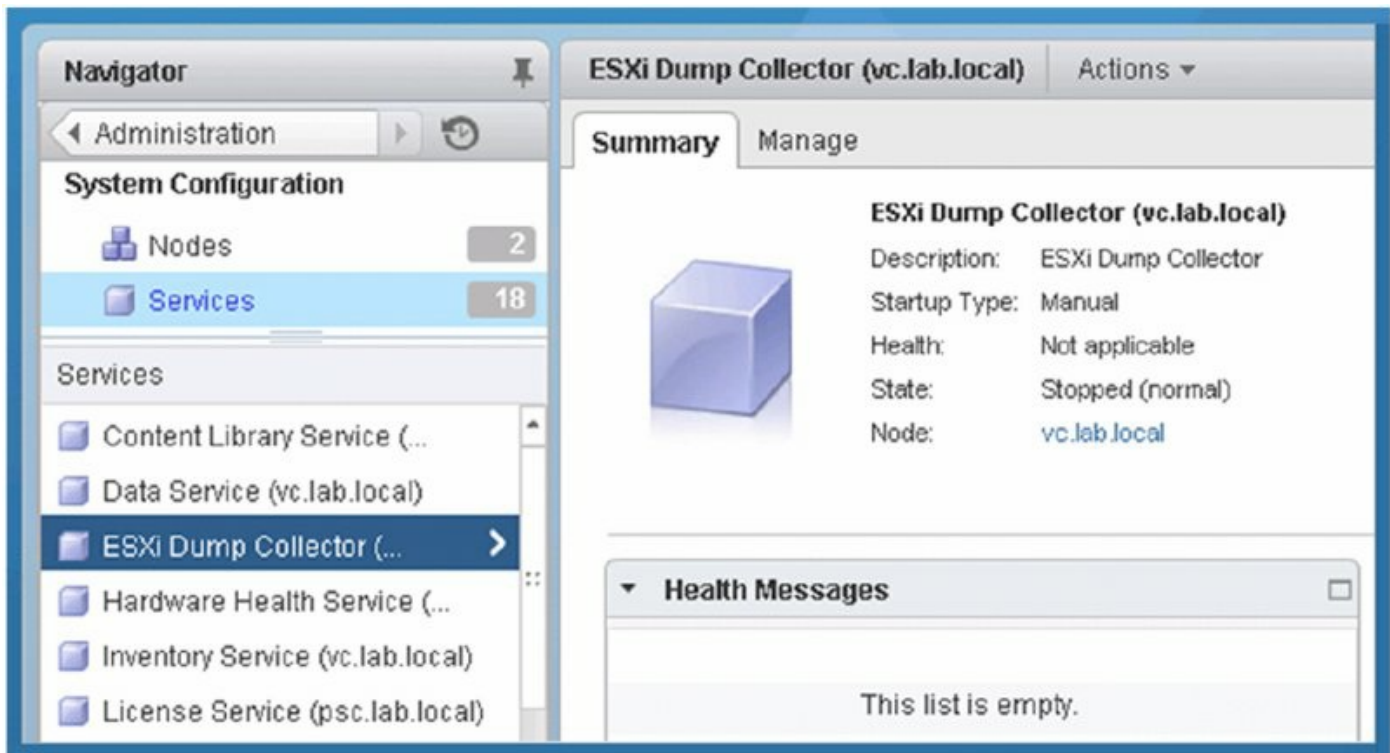 Navigator
Administration
System Configuration
Nodes 2
Services 18
Services
Content Library Service (...
Data Service (vc.lab.local)
ESXi Dump Collector (...
Hardware Health Service (...
Inventory Service (vc.lab.local)
License Service (psc.lab.local)
ESXi Dump Collector (vc.lab.local) Actions
Summary Manage
ESXi Dump Collector (vc.lab.local)
Description: ESXi Dump Collector
Startup Type: Manual
Health: Not applicable
State: Stopped (normal)
Node: vc.lab.local
Health Messages
This list is empty.